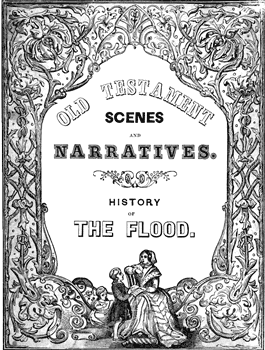 OLD TESTAMENT
SCENES
AND
NARRATIVES.
HISTORY
OF
THE FLOOD.